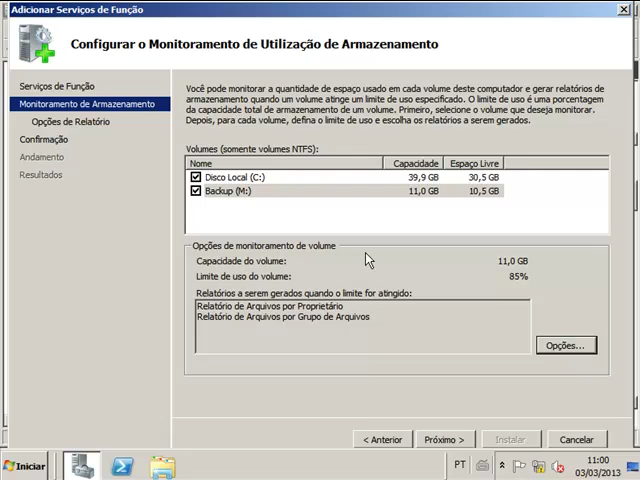 Adicionar Serviços de Função
Configurar o Monitoramento de Utilização de Armazenamento
Serviços de Função
Monitoramento de Armazenamento
Opções de Relatório
Confirmação
Andamento
Resultados
Você pode monitorar a quantidade de espaço usado em cada volume deste computador e gerar relatórios de
armazenamento quando um volume atinge um limite de uso especificado. O limite de uso é uma porcentagem
da capacidade total de armazenamento de um volume. Primeiro, selecione o volume que deseja monitorar.
Depois, para cada volume, defina o limite de uso e escolha os relatórios a serem gerados.
Volumes (somente volumes NTFS):
Nome Capacidade Espaço Livre
Disco Local (C:) 39,9 GB 30,5 GB
Backup (M:) 11,0 GB 10,5 GB
Opções de monitoramento de volume
Capacidade do volume: 11,0 GB
Limite de uso do volume: 85%
Relatórios a serem gerados quando o limite for atingido:
Relatório de Arquivos por Proprietário
Relatório de Arquivos por Grupo de Arquivos
Opções...
< Anterior Próximo > Instalar Cancelar
Iniciar PT 11:00
03/03/2013